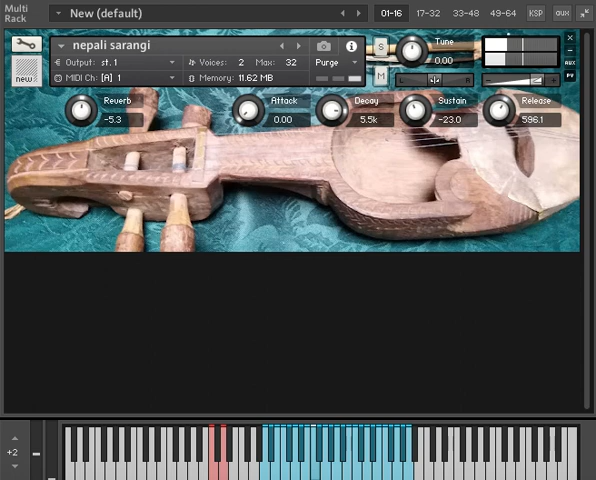 Multi
Rack
New (default)
01-16 17-32 33-48 49-64 KSP aux
nepali sarangi
S
Tune
0.00
Output: st. 1
Voices: 2 Max: 32
Purge
MIDI Ch: [A] 1
Memory: 11.62 MB
M
L R
AUX
PV
new
Reverb
-5.3
Attack
0.00
Decay
5.5k
Sustain
-23.0
Release
596.1
+2